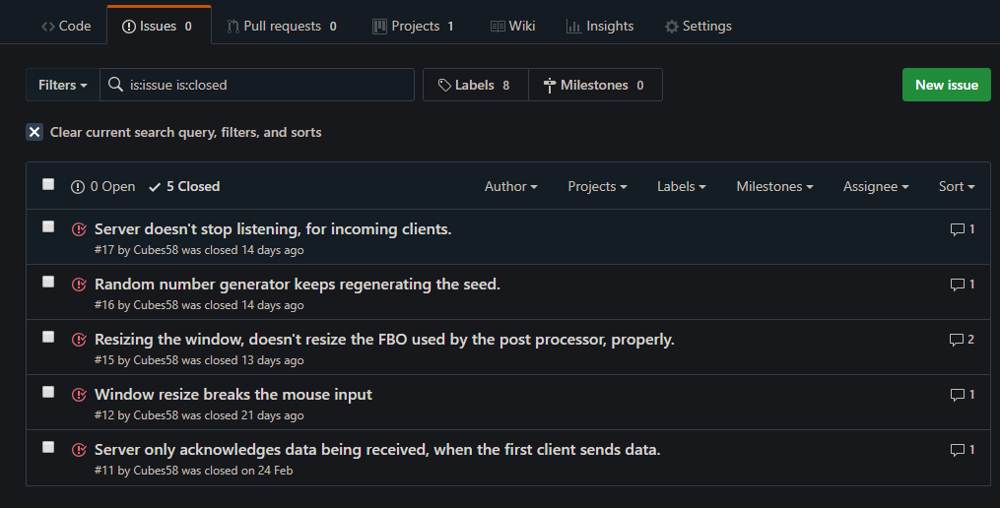 Code Issues 0 Pull requests 0 Projects 1 Wiki Insights Settings
Filters is:issue is:closed Labels 8 Milestones 0 New issue
Clear current search query, filters, and sorts
0 Open 5 Closed Author Projects Labels Milestones Assignee Sort
Server doesn't stop listening, for incoming clients. 1
#17 by Cubes58 was closed 14 days ago
Random number generator keeps regenerating the seed. 1
#16 by Cubes58 was closed 14 days ago
Resizing the window, doesn't resize the FBO used by the post processor, properly. 2
#15 by Cubes58 was closed 13 days ago
Window resize breaks the mouse input 1
#12 by Cubes58 was closed 21 days ago
Server only acknowledges data being received, when the first client sends data. 1
#11 by Cubes58 was closed on 24 Feb